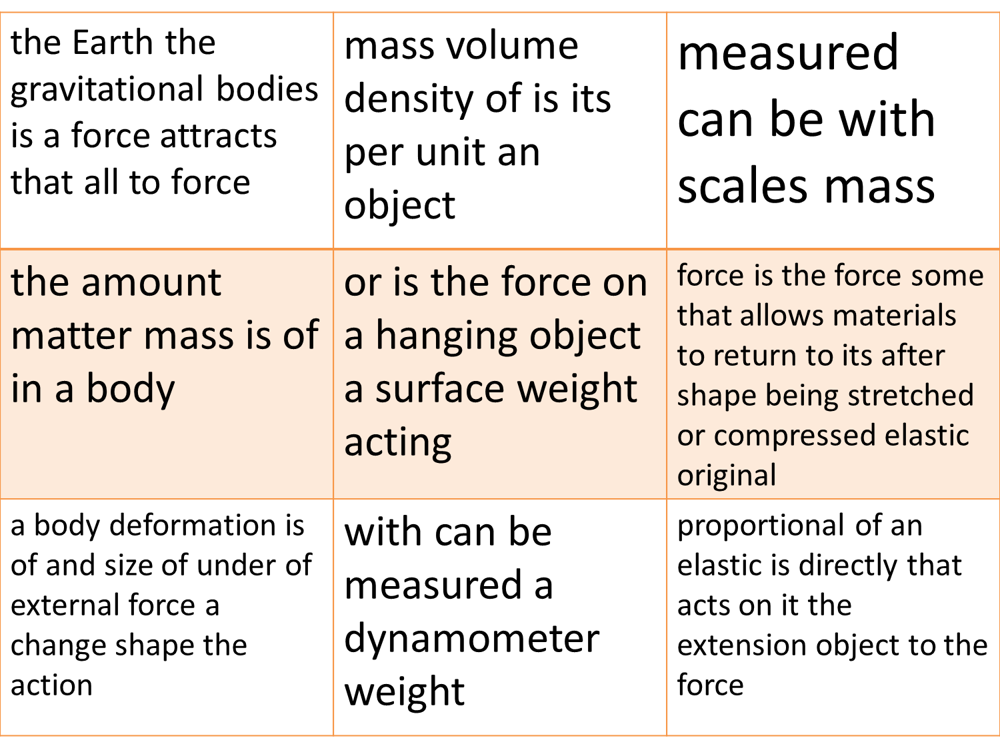 the Earth the
gravitational bodies
is a force attracts
that all to force
mass volume
density of is its
per unit an
object
measured
can be with
scales mass
the amount
matter mass is of
in a body
or is the force on
a hanging object
a surface weight
acting
force is the force some
that allows materials
to return to its after
shape being stretched
or compressed elastic
original
a body deformation is
of and size of under of
external force a
change shape the
action
with can be
measured a
dynamometer
weight
proportional of an
elastic is directly that
acts on it the
extension object to the
force